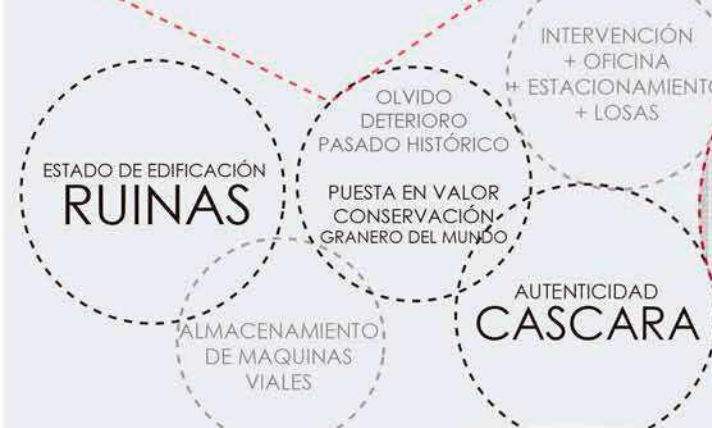 INTERVENCIÓN
+ OFICINA
+ ESTACIONAMIENTO
+ LOSAS
OLVIDO
DETERIORO
PASADO HISTÓRICO
ESTADO DE EDIFICACIÓN
RUINAS
PUESTA EN VALOR
CONSERVACIÓN
GRANERO DEL MUNDO
AUTENTICIDAD
CASCARA
ALMACENAMIENTO
DE MAQUINAS
VIALES